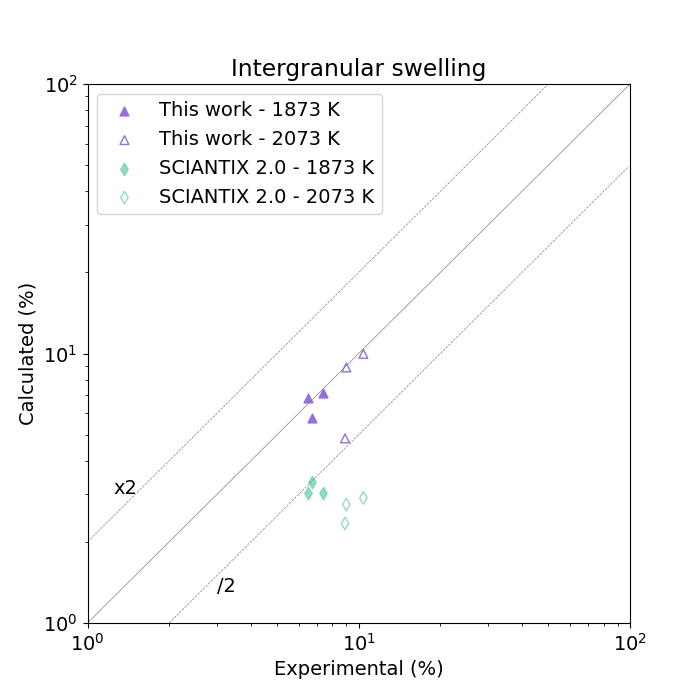 Intergranular swelling
10²
This work - 1873 K
This work - 2073 K
SCIANTIX 2.0 - 1873 K
SCIANTIX 2.0 - 2073 K
Calculated (%)
10¹
x2
/2
10⁰
10⁰ 10¹ 10²
Experimental (%)